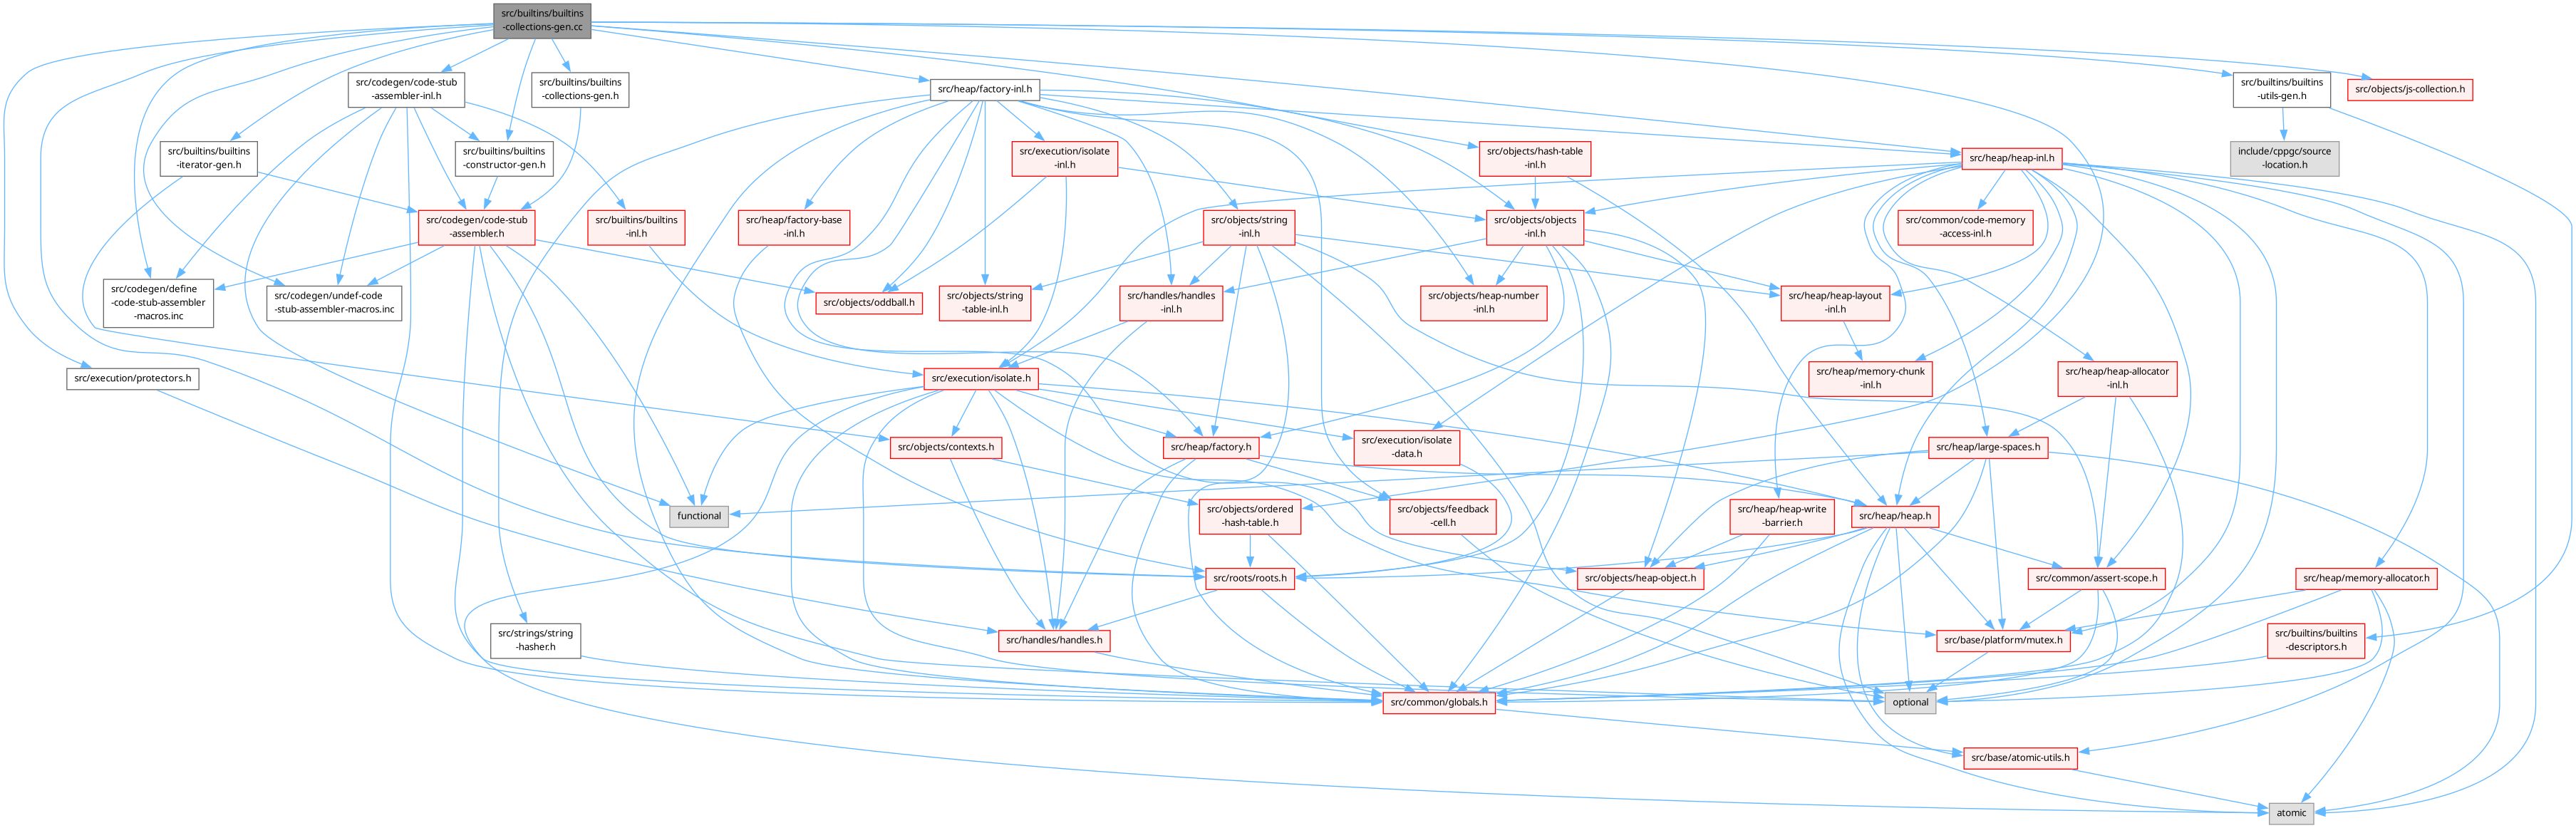 src/builtins/builtins
-collections-gen.cc
src/codegen/code-stub
-assembler-inl.h
src/builtins/builtins
-collections-gen.h
src/heap/factory-inl.h
src/builtins/builtins
-utils-gen.h
src/objects/js-collection.h
src/builtins/builtins
-iterator-gen.h
src/builtins/builtins
-constructor-gen.h
src/execution/isolate
-inl.h
src/objects/hash-table
-inl.h
src/heap/heap-inl.h
include/cppgc/source
-location.h
src/codegen/code-stub
-assembler.h
src/builtins/builtins
-inl.h
src/heap/factory-base
-inl.h
src/objects/string
-inl.h
src/objects/objects
-inl.h
src/common/code-memory
-access-inl.h
src/codegen/define
-code-stub-assembler
-macros.inc
src/codegen/undef-code
-stub-assembler-macros.inc
src/objects/oddball.h
src/objects/string
-table-inl.h
src/handles/handles
-inl.h
src/objects/heap-number
-inl.h
src/heap/heap-layout
-inl.h
src/execution/protectors.h
src/execution/isolate.h
src/heap/memory-chunk
-inl.h
src/heap/heap-allocator
-inl.h
src/objects/contexts.h
src/heap/factory.h
src/execution/isolate
-data.h
src/heap/large-spaces.h
functional
src/objects/ordered
-hash-table.h
src/objects/feedback
-cell.h
src/heap/heap-write
-barrier.h
src/heap/heap.h
src/roots/roots.h
src/objects/heap-object.h
src/common/assert-scope.h
src/heap/memory-allocator.h
src/strings/string
-hasher.h
src/handles/handles.h
src/base/platform/mutex.h
src/builtins/builtins
-descriptors.h
src/common/globals.h
optional
src/base/atomic-utils.h
atomic